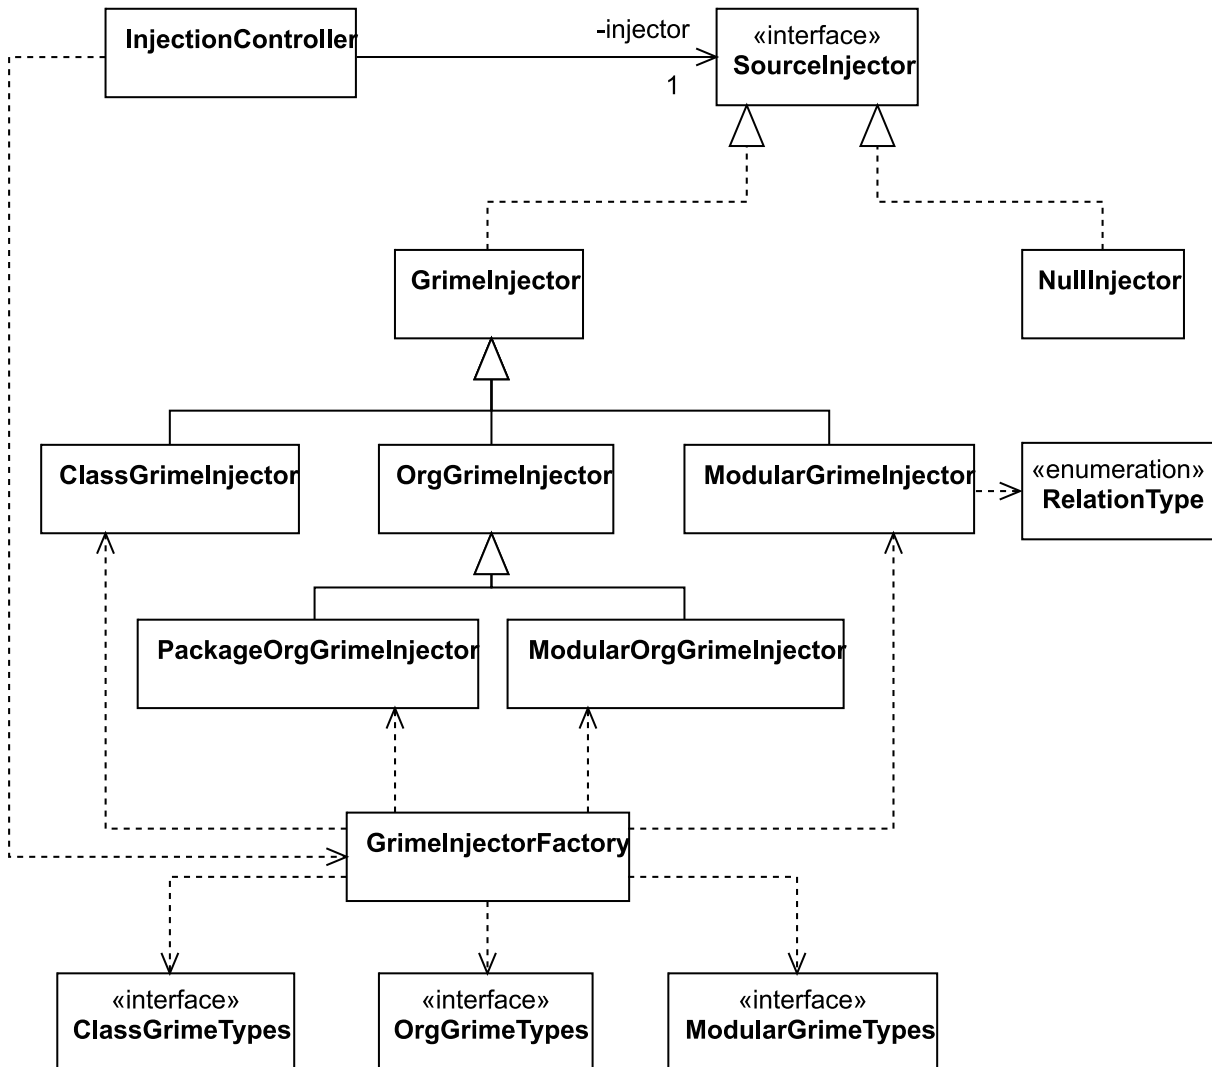 InjectionController
-injector
1
«interface»
SourceInjector
GrimeInjector
NullInjector
ClassGrimeInjector
OrgGrimeInjector
ModularGrimeInjector
«enumeration»
RelationType
PackageOrgGrimeInjector
ModularOrgGrimeInjector
GrimeInjectorFactory
«interface»
ClassGrimeTypes
«interface»
OrgGrimeTypes
«interface»
ModularGrimeTypes